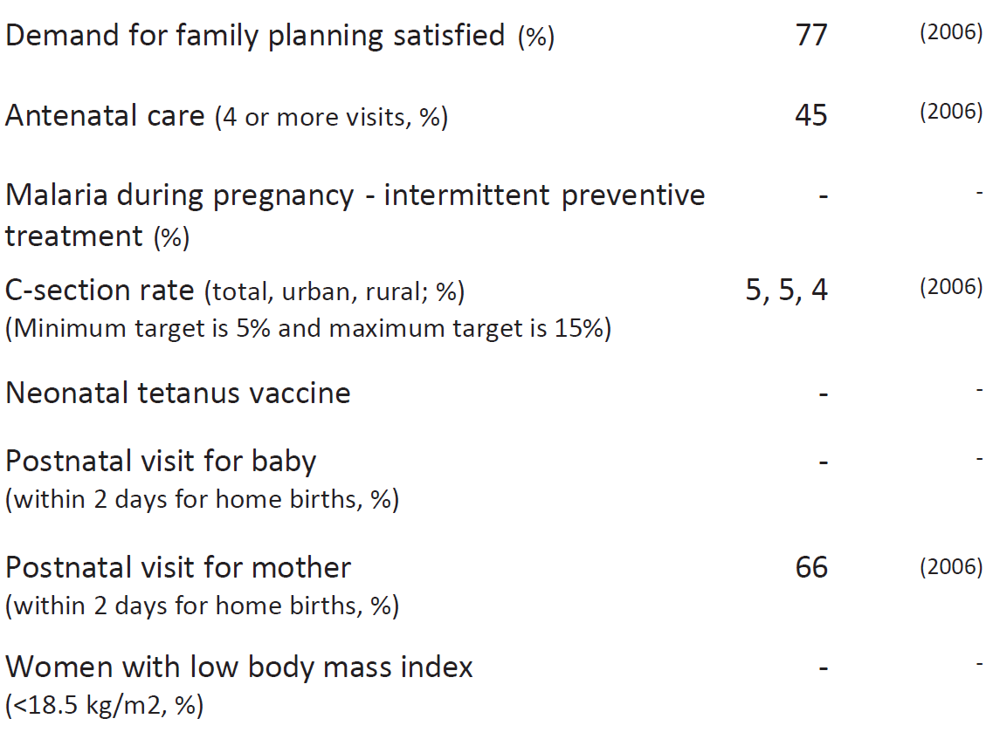 Demand for family planning satisfied (%) 77 (2006)
Antenatal care (4 or more visits, %) 45 (2006)
Malaria during pregnancy - intermittent preventive - -
treatment (%)
C-section rate (total, urban, rural; %) 5, 5, 4 (2006)
(Minimum target is 5% and maximum target is 15%)
Neonatal tetanus vaccine - -
Postnatal visit for baby - -
(within 2 days for home births, %)
Postnatal visit for mother 66 (2006)
(within 2 days for home births, %)
Women with low body mass index - -
(<18.5 kg/m2, %)